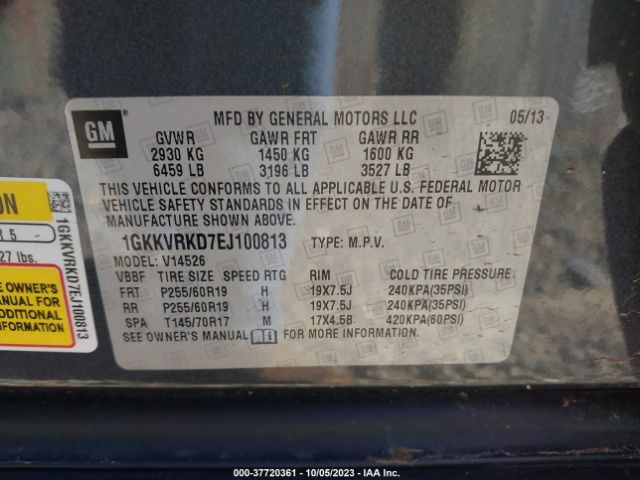 GM
MFD BY GENERAL MOTORS LLC 05/13
GVWR GAWR FRT GAWR RR
2930 KG 1450 KG 1600 KG
6459 LB 3196 LB 3527 LB
THIS VEHICLE CONFORMS TO ALL APPLICABLE U.S. FEDERAL MOTOR
VEHICLE SAFETY STANDARDS IN EFFECT ON THE DATE OF
MANUFACTURE SHOWN ABOVE.
1GKKVRKD7EJ100813 TYPE: M.P.V.
MODEL: V14526
VBBF TIRE SIZE SPEED RTG RIM COLD TIRE PRESSURE
FRT P255/60R19 H 19X7.5J 240KPA(35PSI)
RR P255/60R19 H 19X7.5J 240KPA(35PSI)
SPA T145/70R17 M 17X4.5B 420KPA(60PSI)
SEE OWNER'S MANUAL FOR MORE INFORMATION.
ON
R 5
27 lbs.
SEE OWNER'S
MANUAL FOR
ADDITIONAL
INFORMATION
1GKKVRKD7EJ100813
000-37720361 - 10/05/2023 - IAA Inc.